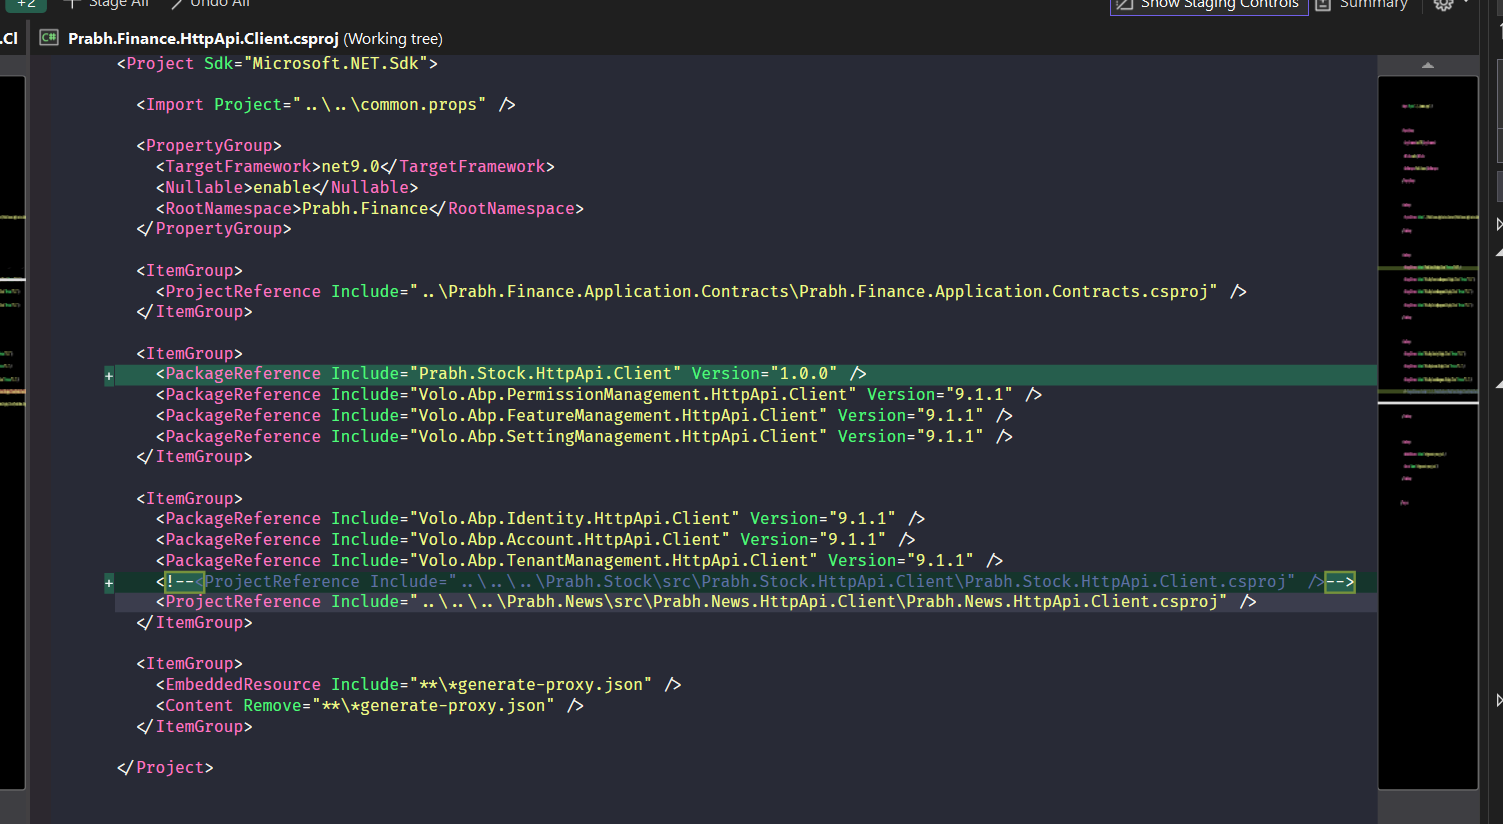 +2 Stage All Undo All Show Staging Controls Summary
.Cl C# Prabh.Finance.HttpApi.Client.csproj (Working tree)
<Project Sdk="Microsoft.NET.Sdk">
<Import Project="..\..\common.props" />
<PropertyGroup>
<TargetFramework>net9.0</TargetFramework>
<Nullable>enable</Nullable>
<RootNamespace>Prabh.Finance</RootNamespace>
</PropertyGroup>
<ItemGroup>
<ProjectReference Include="..\Prabh.Finance.Application.Contracts\Prabh.Finance.Application.Contracts.csproj" />
</ItemGroup>
<ItemGroup>
+ <PackageReference Include="Prabh.Stock.HttpApi.Client" Version="1.0.0" />
<PackageReference Include="Volo.Abp.PermissionManagement.HttpApi.Client" Version="9.1.1" />
<PackageReference Include="Volo.Abp.FeatureManagement.HttpApi.Client" Version="9.1.1" />
<PackageReference Include="Volo.Abp.SettingManagement.HttpApi.Client" Version="9.1.1" />
</ItemGroup>
<ItemGroup>
<PackageReference Include="Volo.Abp.Identity.HttpApi.Client" Version="9.1.1" />
<PackageReference Include="Volo.Abp.Account.HttpApi.Client" Version="9.1.1" />
<PackageReference Include="Volo.Abp.TenantManagement.HttpApi.Client" Version="9.1.1" />
+ <!--<ProjectReference Include="..\..\..\Prabh.Stock\src\Prabh.Stock.HttpApi.Client\Prabh.Stock.HttpApi.Client.csproj" />-->
<ProjectReference Include="..\..\..\Prabh.News\src\Prabh.News.HttpApi.Client\Prabh.News.HttpApi.Client.csproj" />
</ItemGroup>
<ItemGroup>
<EmbeddedResource Include="**\*generate-proxy.json" />
<Content Remove="**\*generate-proxy.json" />
</ItemGroup>
</Project>